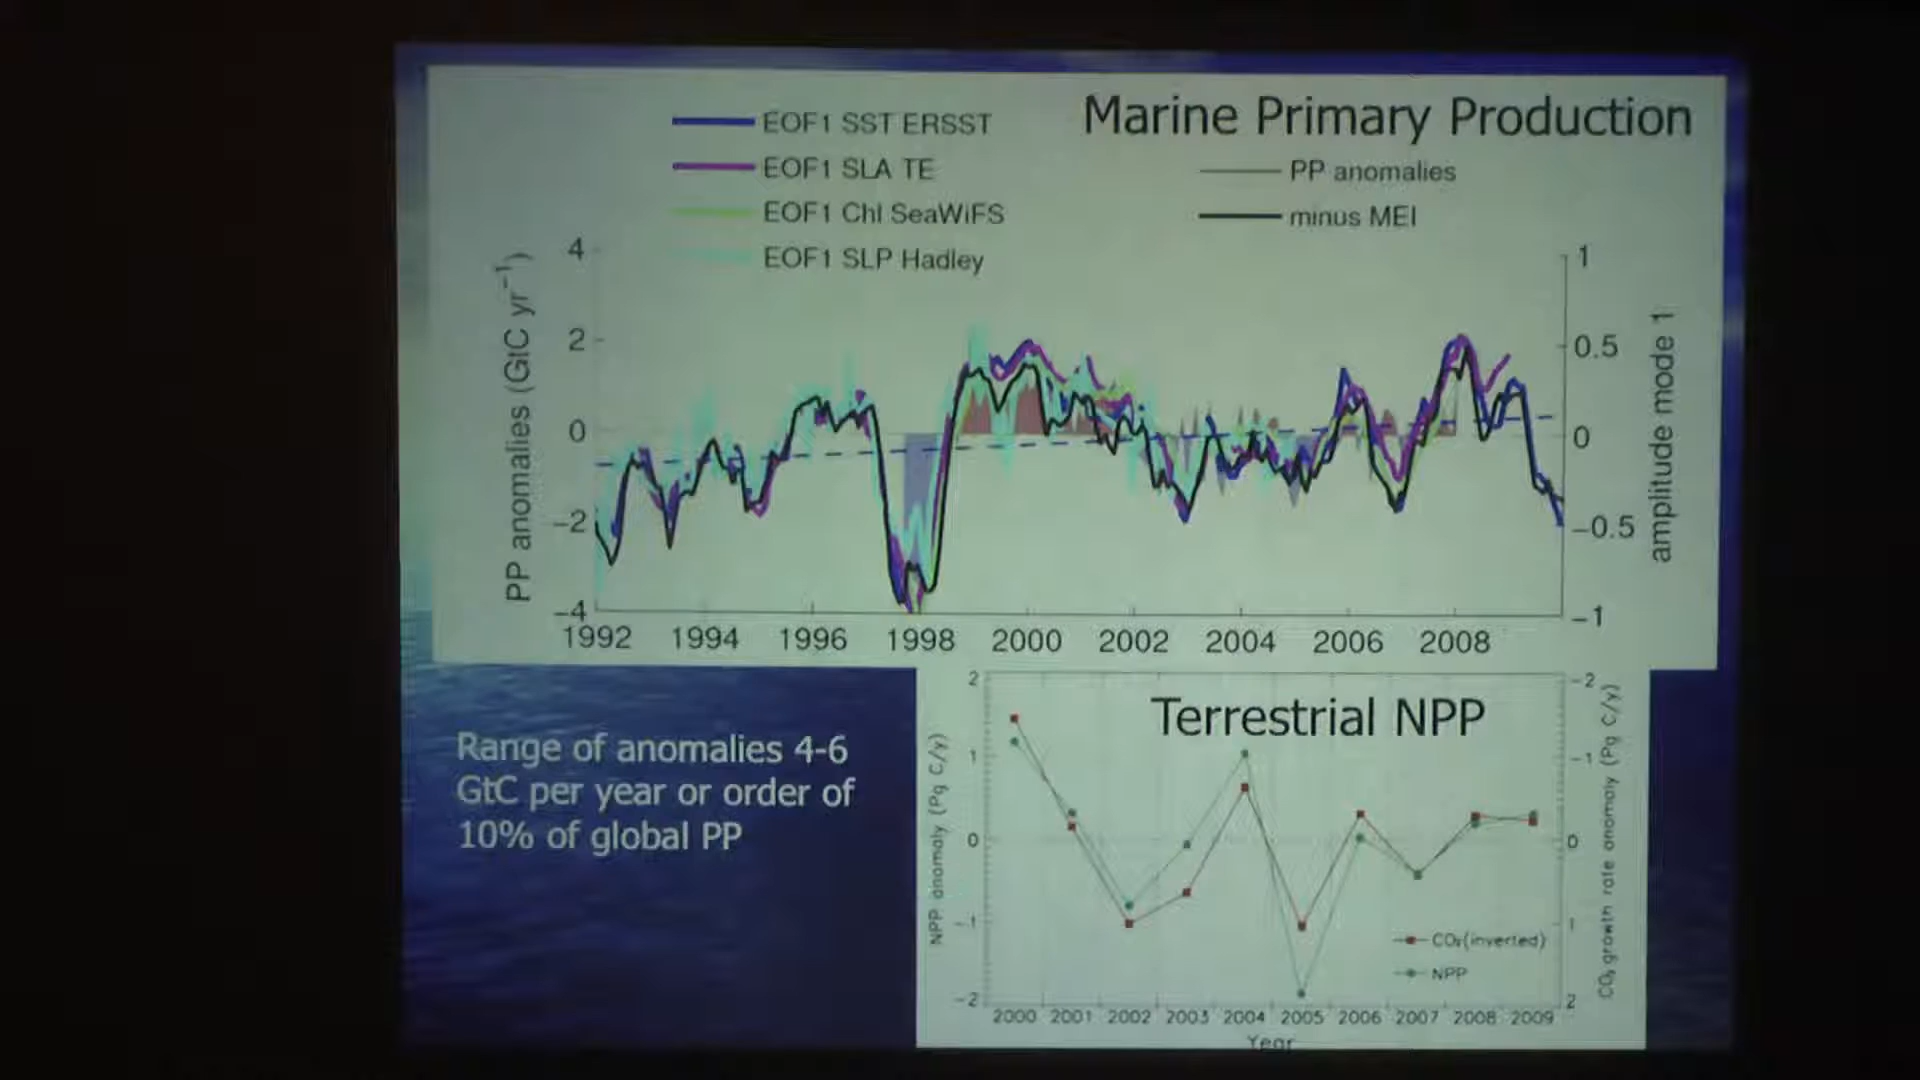 Marine Primary Production
EOF1 SST ERSST
EOF1 SLA TE
EOF1 Chl SeaWiFS
EOF1 SLP Hadley
PP anomalies
minus MEI
PP anomalies (GtC yr⁻¹)
4
2
0
−2
−4
1
0.5
0
−0.5
−1
amplitude mode 1
1992 1994 1996 1998 2000 2002 2004 2006 2008
Range of anomalies 4-6
GtC per year or order of
10% of global PP
Terrestrial NPP
NPP anomaly (Pg C/y)
2
1
0
-1
-2
-2
-1
0
1
2
CO₂ growth rate anomaly (Pg C/y)
CO₂(inverted)
NPP
2000 2001 2002 2003 2004 2005 2006 2007 2008 2009
Year